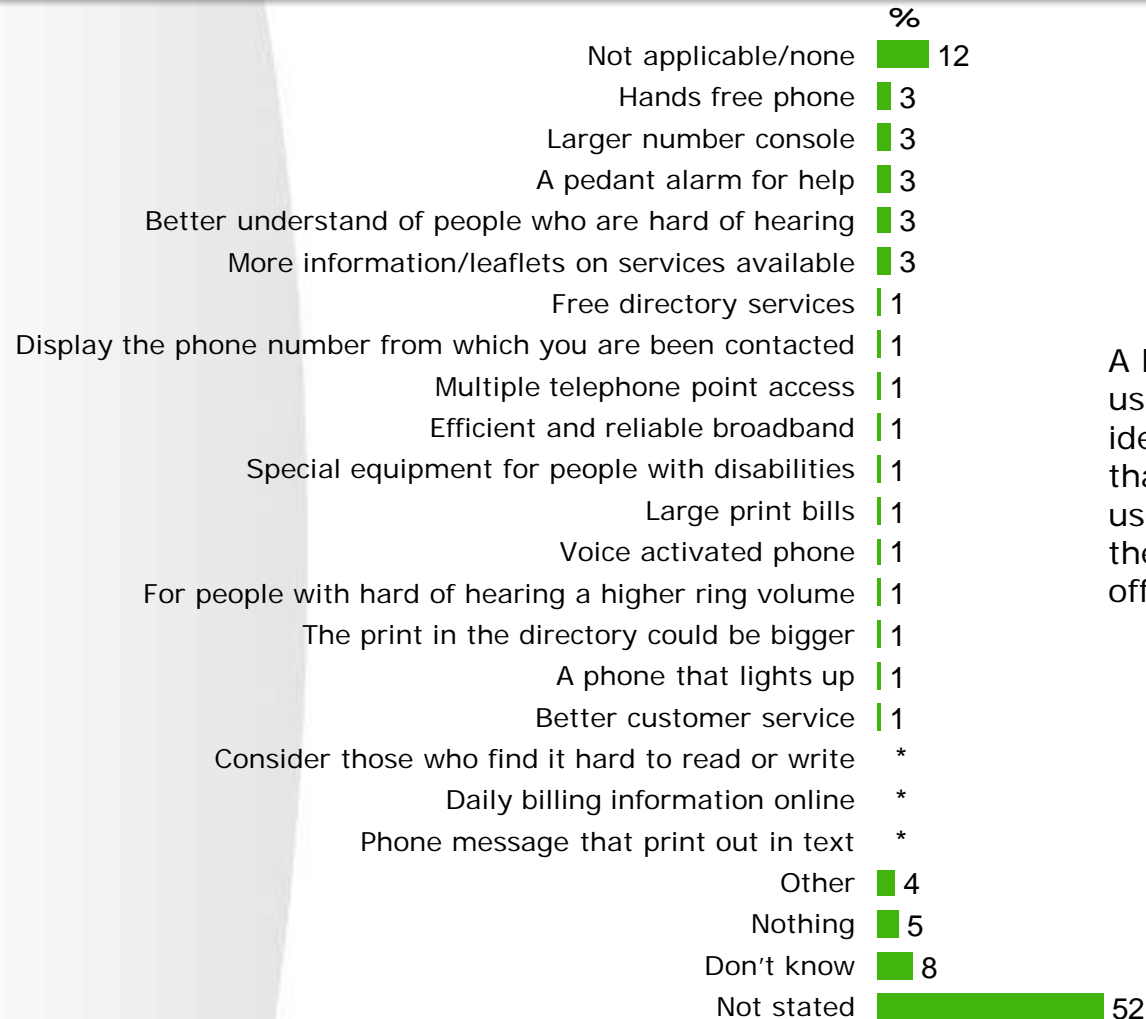 %
Not applicable/none 12
Hands free phone 3
Larger number console 3
A pedant alarm for help 3
Better understand of people who are hard of hearing 3
More information/leaflets on services available 3
Free directory services 1
Display the phone number from which you are been contacted 1
Multiple telephone point access 1
Efficient and reliable broadband 1
Special equipment for people with disabilities 1
Large print bills 1
Voice activated phone 1
For people with hard of hearing a higher ring volume 1
The print in the directory could be bigger 1
A phone that lights up 1
Better customer service 1
Consider those who find it hard to read or write *
Daily billing information online *
Phone message that print out in text *
Other 4
Nothing 5
Don't know 8
Not stated 52
A
us
ide
tha
us
the
off